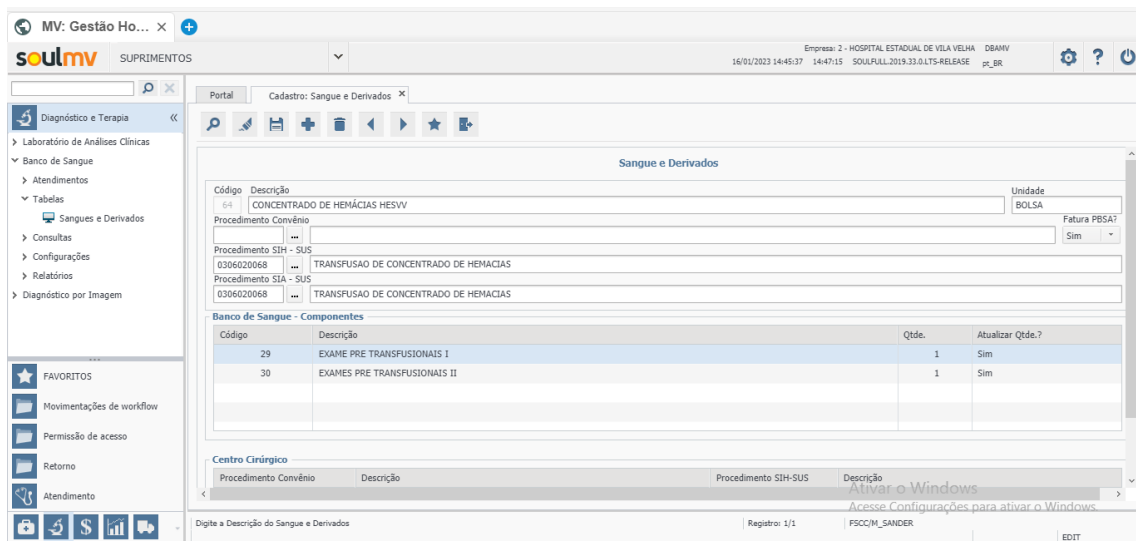 MV: Gestão Ho... ×
soulmv SUPRIMENTOS
Empresa: 2 - HOSPITAL ESTADUAL DE VILA VELHA DBAMV
16/01/2023 14:45:37 14:47:15 SOULFULL.2019.33.0.LTS-RELEASE pt_BR
Portal Cadastro: Sangue e Derivados ×
Diagnóstico e Terapia «
Laboratório de Análises Clínicas
Banco de Sangue
Atendimentos
Tabelas
Sangues e Derivados
Consultas
Configurações
Relatórios
Diagnóstico por Imagem
FAVORITOS
Movimentações de workflow
Permissão de acesso
Retorno
Atendimento
Sangue e Derivados
Código Descrição Unidade
64 CONCENTRADO DE HEMÁCIAS HESVV BOLSA
Procedimento Convênio Fatura PBSA?
... Sim
Procedimento SIH - SUS
0306020068 ... TRANSFUSAO DE CONCENTRADO DE HEMACIAS
Procedimento SIA - SUS
0306020068 ... TRANSFUSAO DE CONCENTRADO DE HEMACIAS
Banco de Sangue - Componentes
Código Descrição Qtde. Atualizar Qtde.?
29 EXAME PRE TRANSFUSIONAIS I 1 Sim
30 EXAMES PRE TRANSFUSIONAIS II 1 Sim
Centro Cirúrgico
Procedimento Convênio Descrição Procedimento SIH-SUS Descrição
Ativar o Windows
Acesse Configurações para ativar o Windows.
Digite a Descrição do Sangue e Derivados Registro: 1/1 FSCC/M_SANDER
EDIT